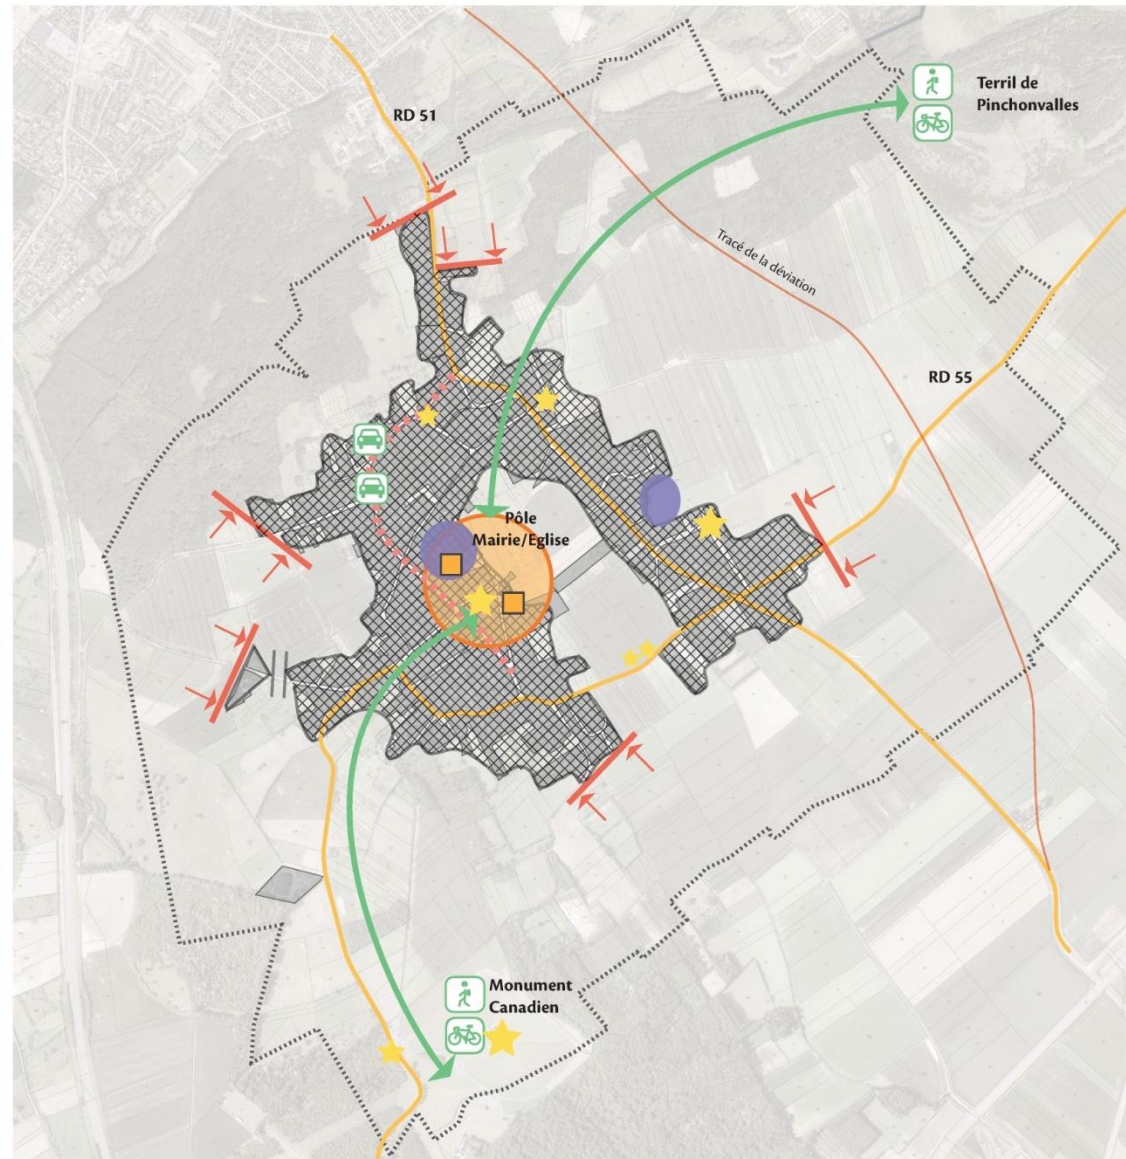 Terril de
Pinchonvalles
RD 51
Tracé de la déviation
RD 55
Pôle
Mairie/Eglise
Monument
Canadien